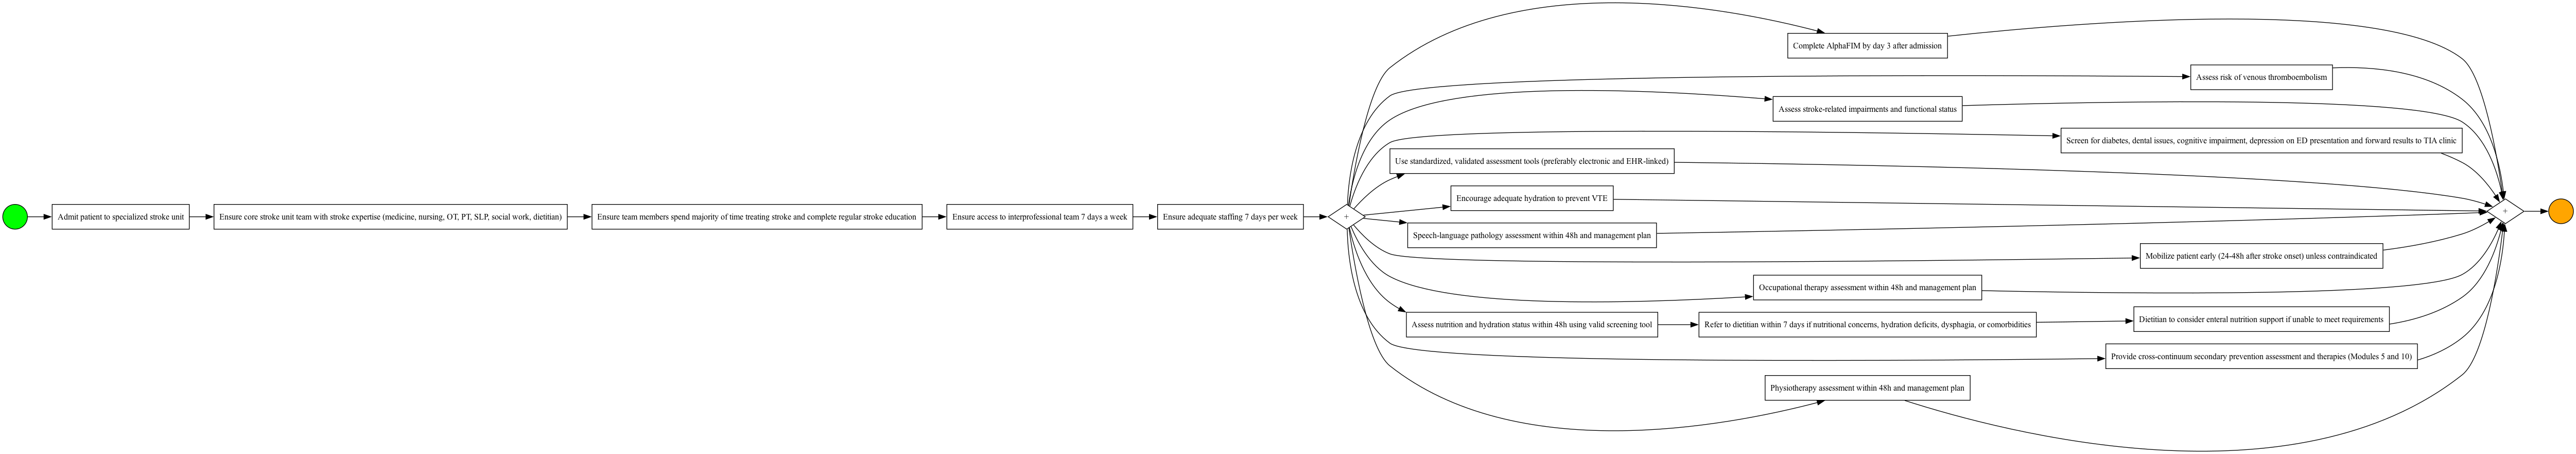 Admit patient to specialized stroke unit
Ensure core stroke unit team with stroke expertise (medicine, nursing, OT, PT, SLP, social work, dietitian)
Ensure team members spend majority of time treating stroke and complete regular stroke education
Ensure access to interprofessional team 7 days a week
Ensure adequate staffing 7 days per week
+
Complete AlphaFIM by day 3 after admission
Assess risk of venous thromboembolism
Assess stroke-related impairments and functional status
Screen for diabetes, dental issues, cognitive impairment, depression on ED presentation and forward results to TIA clinic
Use standardized, validated assessment tools (preferably electronic and EHR-linked)
Encourage adequate hydration to prevent VTE
Speech-language pathology assessment within 48h and management plan
Mobilize patient early (24-48h after stroke onset) unless contraindicated
Occupational therapy assessment within 48h and management plan
Assess nutrition and hydration status within 48h using valid screening tool
Refer to dietitian within 7 days if nutritional concerns, hydration deficits, dysphagia, or comorbidities
Dietitian to consider enteral nutrition support if unable to meet requirements
Provide cross-continuum secondary prevention assessment and therapies (Modules 5 and 10)
Physiotherapy assessment within 48h and management plan
+